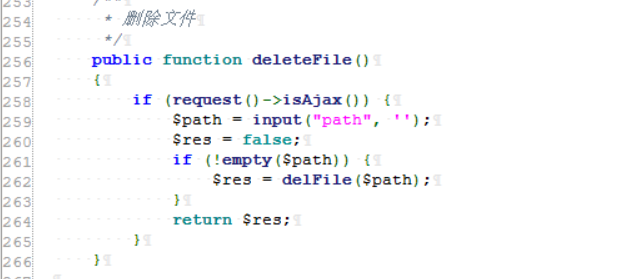 253 /**
254 * 删除文件
255 */
256 public function deleteFile()
257 {
258 if (request()->isAjax()) {
259 $path = input("path", '');
260 $res = false;
261 if (!empty($path)) {
262 $res = delFile($path);
263 }
264 return $res;
265 }
266 }